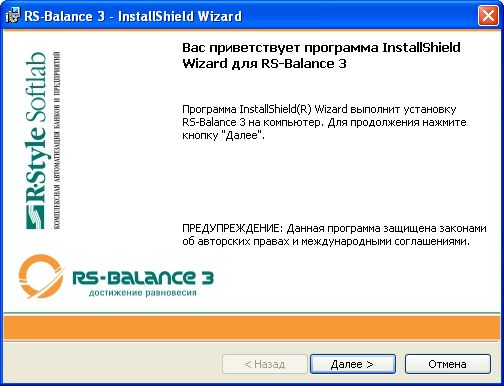 RS-Balance 3 - InstallShield Wizard
Вас приветствует программа InstallShield
Wizard для RS-Balance 3
R-Style Softlab
КОМПЛЕКСНАЯ АВТОМАТИЗАЦИЯ БАНКОВ И ПРЕДПРИЯТИЙ
Программа InstallShield(R) Wizard выполнит установку
RS-Balance 3 на компьютер. Для продолжения нажмите
кнопку "Далее".
ПРЕДУПРЕЖДЕНИЕ: Данная программа защищена законами
об авторских правах и международными соглашениями.
RS-BALANCE 3
достижение равновесия
< Назад
Далее >
Отмена